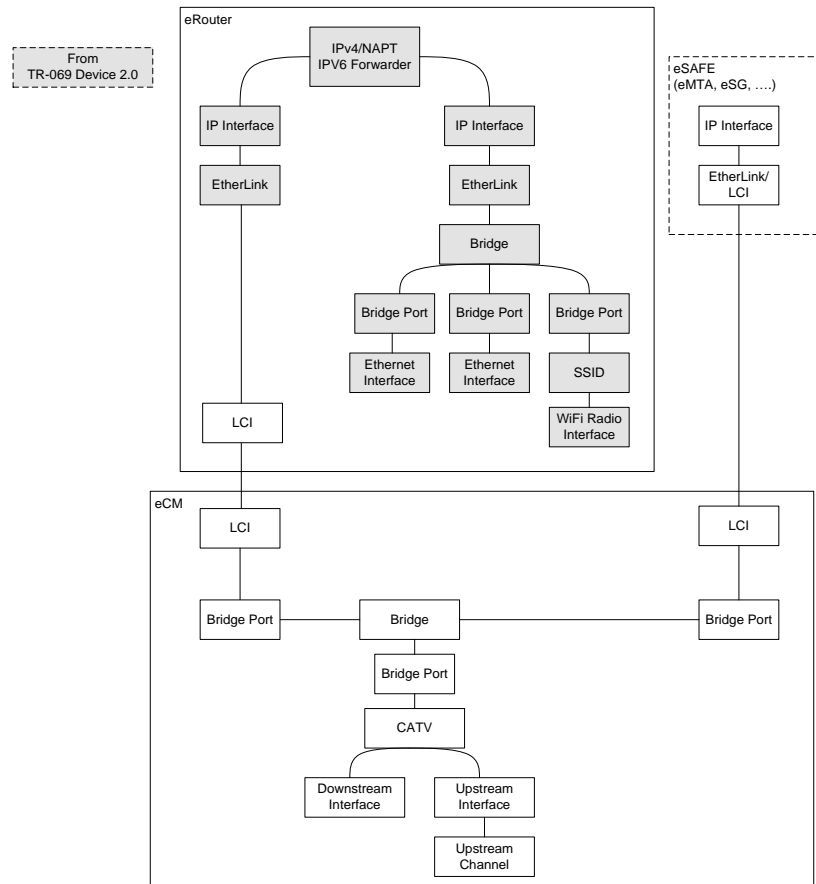 eRouter
IPv4/NAPT
IPV6 Forwarder
From
TR-069 Device 2.0
eSAFE
(eMTA, eSG, ....)
IP Interface
IP Interface
IP Interface
EtherLink
EtherLink
EtherLink/
LCI
Bridge
Bridge Port
Bridge Port
Bridge Port
Ethernet
Interface
Ethernet
Interface
SSID
WiFi Radio
Interface
LCI
eCM
LCI
LCI
Bridge Port
Bridge
Bridge Port
Bridge Port
CATV
Downstream
Interface
Upstream
Interface
Upstream
Channel